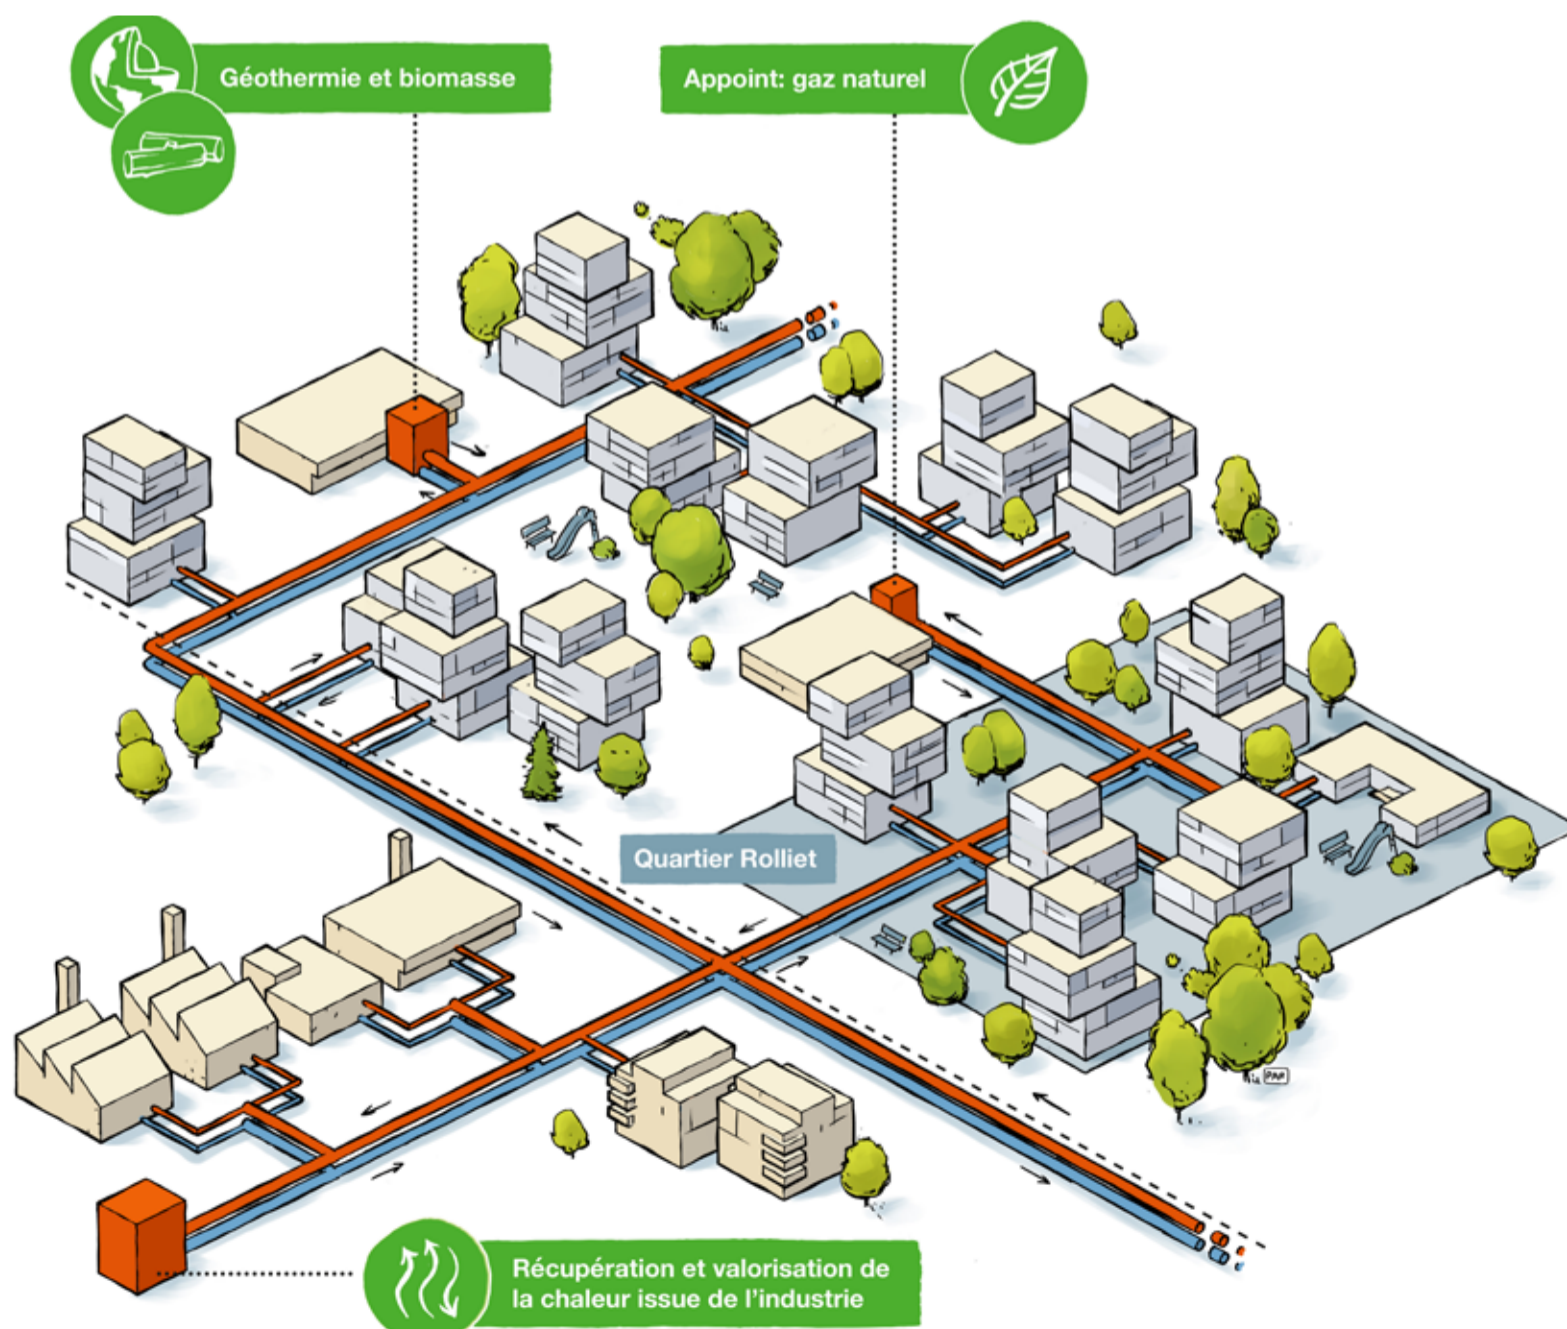 Géothermie et biomasse
Appoint: gaz naturel
Quartier Rolliet
Récupération et valorisation de
la chaleur issue de l'industrie